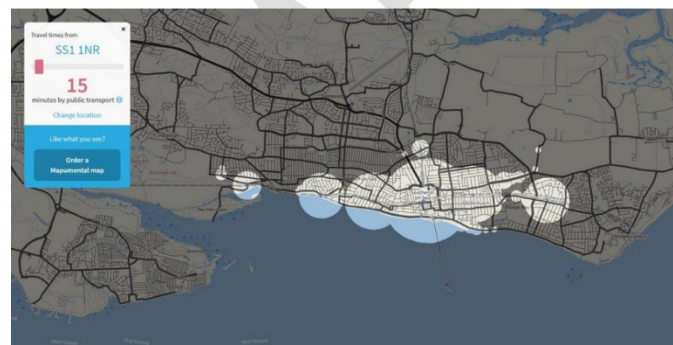 Travel times from
×
SS1 1NR
15
minutes by public transport
Change location
Like what you see?
Order a
Mapumental map